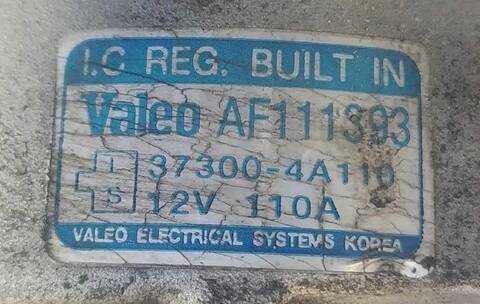 I.C REG. BUILT IN
Valeo AF111393
I S 37300-4A110
12V 110A
VALEO ELECTRICAL SYSTEMS KOREA